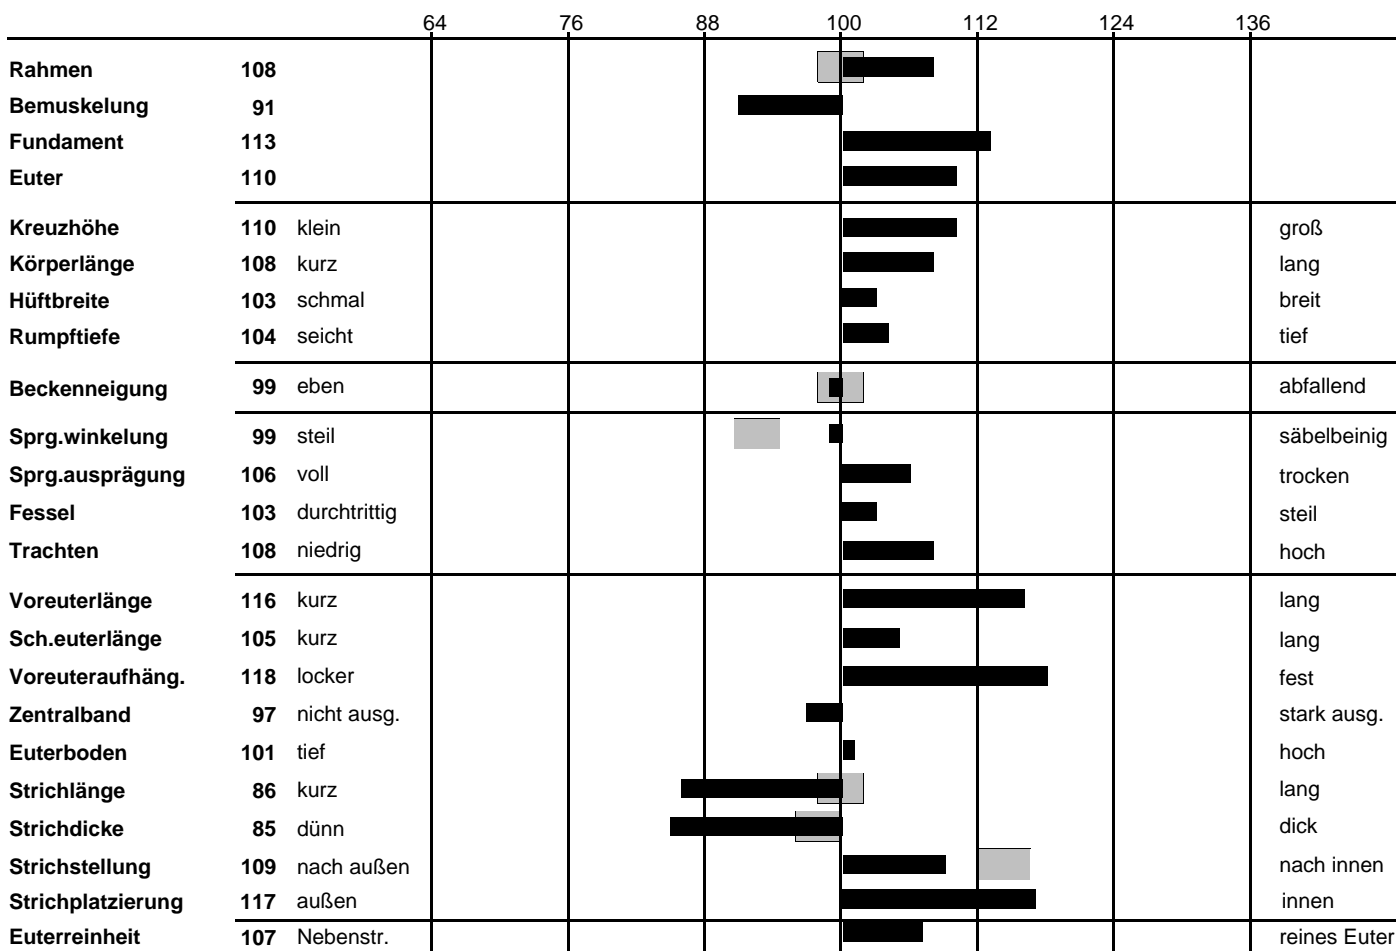 64 76 88 100 112 124 136
Rahmen 108
Bemuskelung 91
Fundament 113
Euter 110
Kreuzhöhe 110 klein groß
Körperlänge 108 kurz lang
Hüftbreite 103 schmal breit
Rumpftiefe 104 seicht tief
Beckenneigung 99 eben abfallend
Sprg.winkelung 99 steil säbelbeinig
Sprg.ausprägung 106 voll trocken
Fessel 103 durchtrittig steil
Trachten 108 niedrig hoch
Voreuterlänge 116 kurz lang
Sch.euterlänge 105 kurz lang
Voreuteraufhäng. 118 locker fest
Zentralband 97 nicht ausg. stark ausg.
Euterboden 101 tief hoch
Strichlänge 86 kurz lang
Strichdicke 85 dünn dick
Strichstellung 109 nach außen nach innen
Strichplatzierung 117 außen innen
Euterreinheit 107 Nebenstr. reines Euter